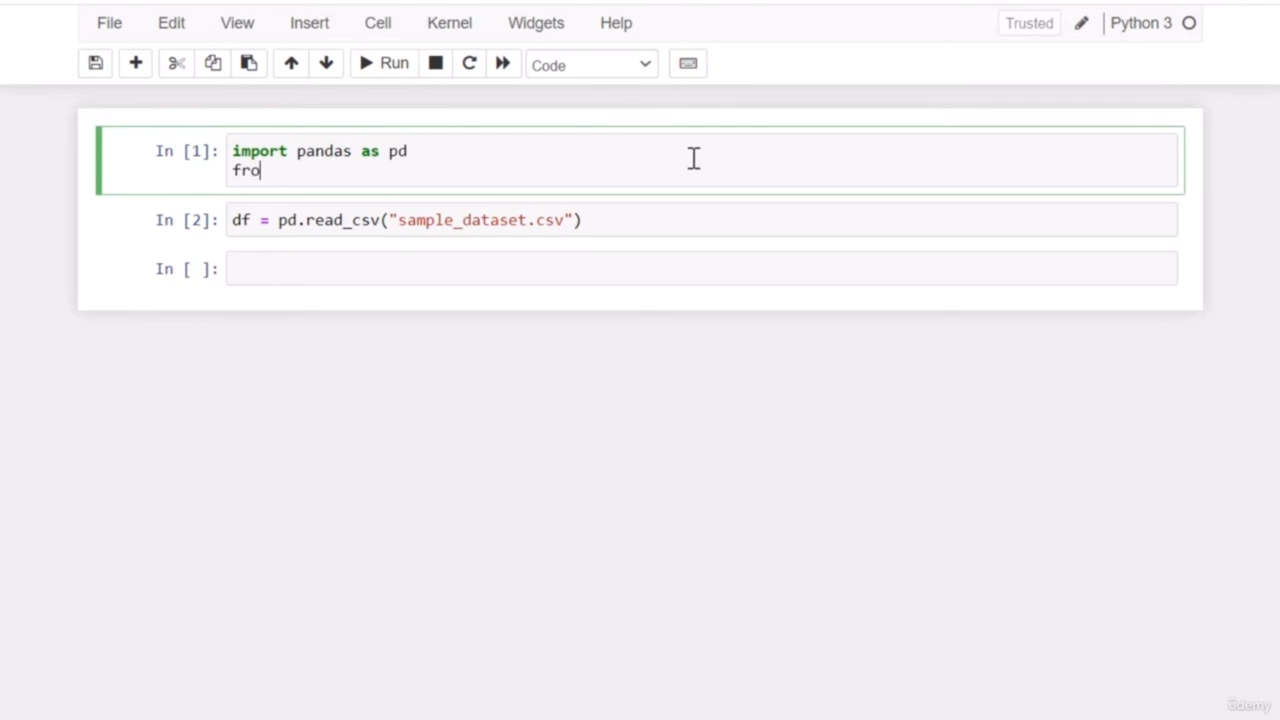 File Edit View Insert Cell Kernel Widgets Help Trusted Python 3
Run Code
In [1]: import pandas as pd
fro
In [2]: df = pd.read_csv("sample_dataset.csv")
In [ ]:
ûdemy